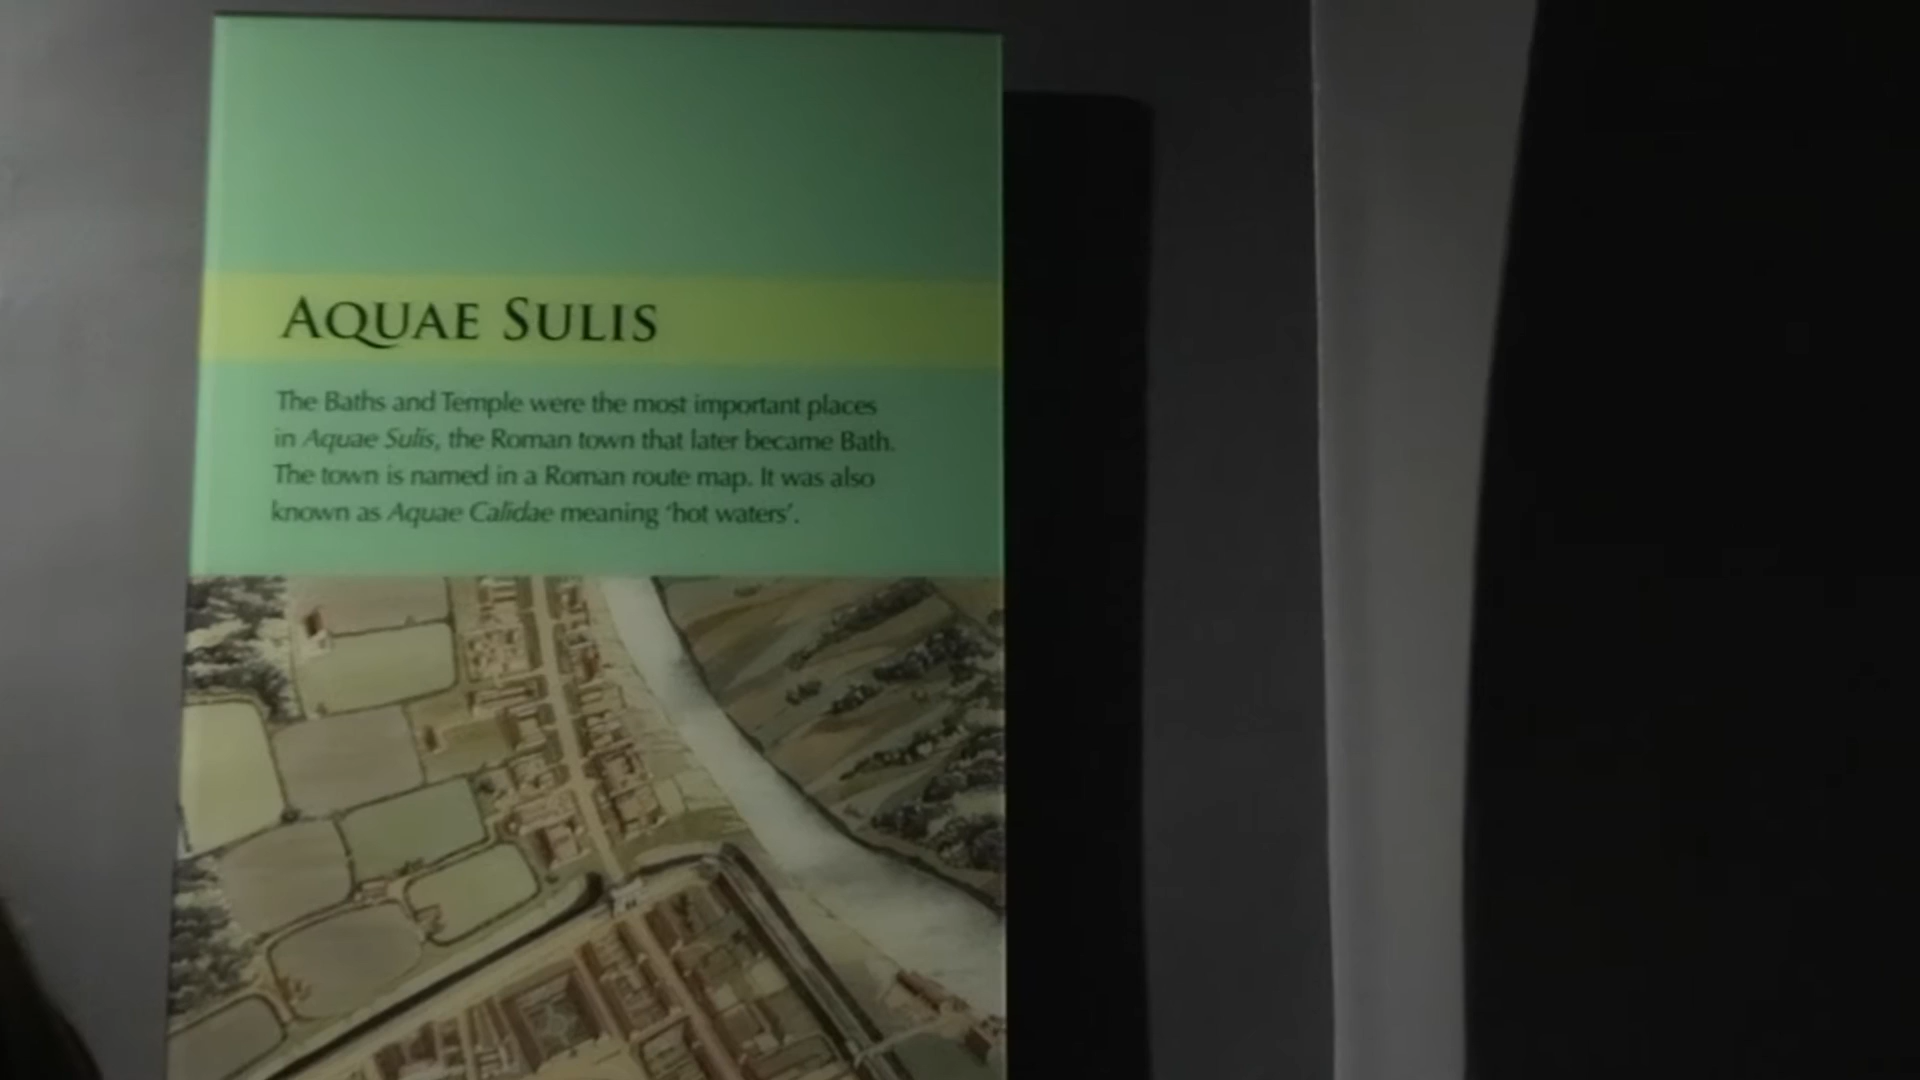 AQUAE SULIS
The Baths and Temple were the most important places
in Aquae Sulis, the Roman town that later became Bath.
The town is named in a Roman route map. It was also
known as Aquae Calidae meaning ‘hot waters’.